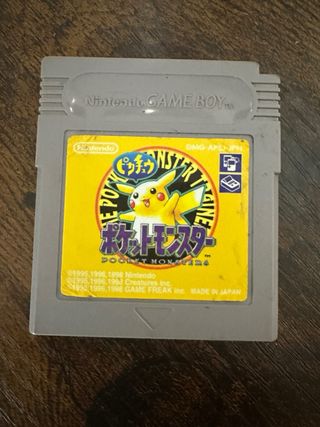 Nintendo GAME BOY TM
Nintendo
DMG-APSJ-JPN
ピカチュウ
THE POCKET MONSTER TRAINER
ポケットモンスター
TM
POCKET MONSTERS
©1995,1996,1998 Nintendo
©1995,1996,1998 Creatures inc.
©1995,1996,1998 GAME FREAK inc.
MADE IN JAPAN